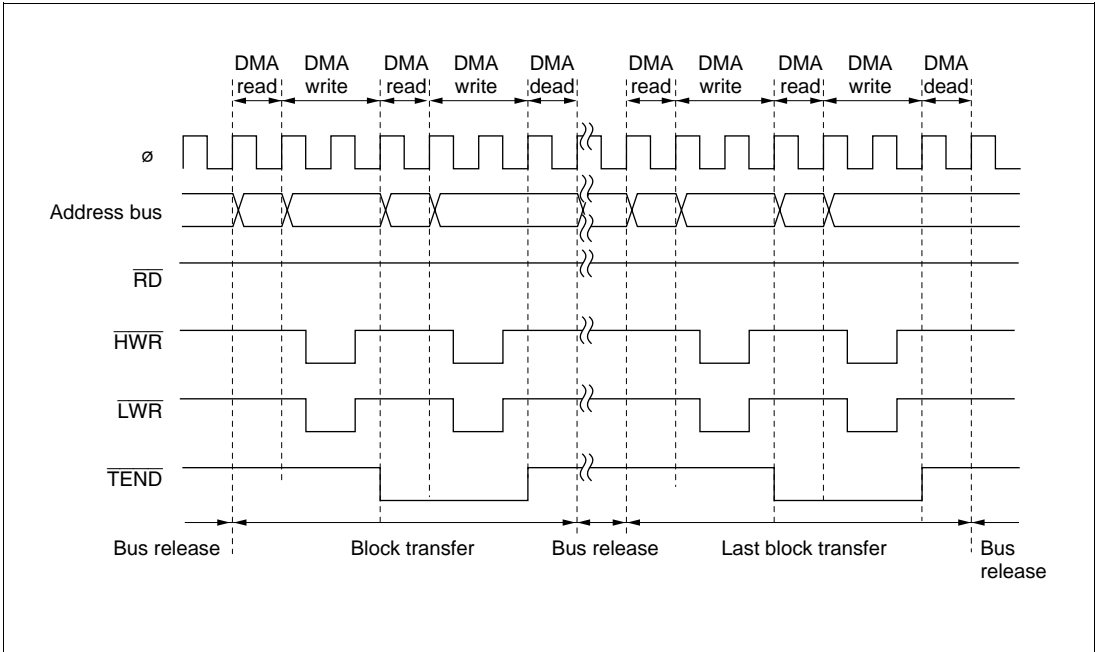 DMA DMA DMA DMA DMA DMA DMA DMA DMA DMA
read write read write dead read write read write dead
ø
Address bus
RD
HWR
LWR
TEND
Bus release Block transfer Bus release Last block transfer Bus
release